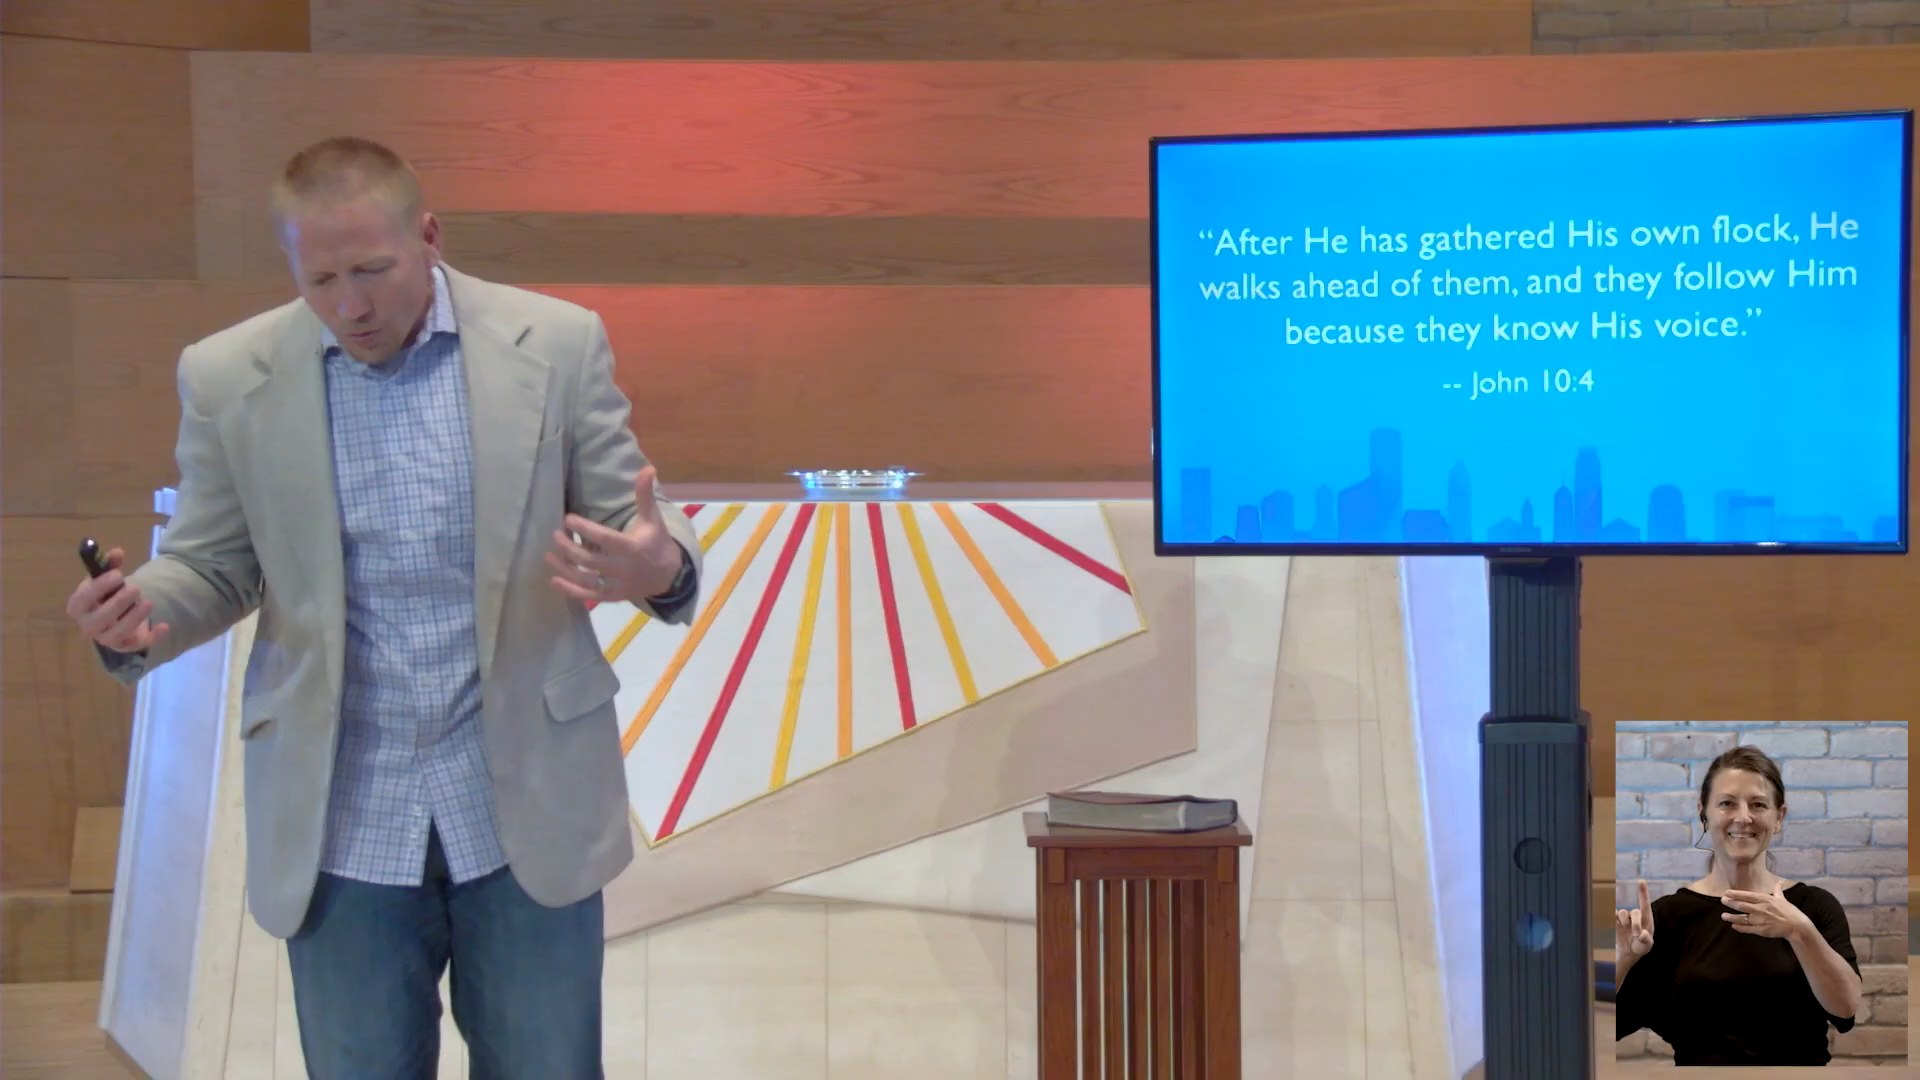 “After He has gathered His own flock, He
walks ahead of them, and they follow Him
because they know His voice.”
-- John 10:4